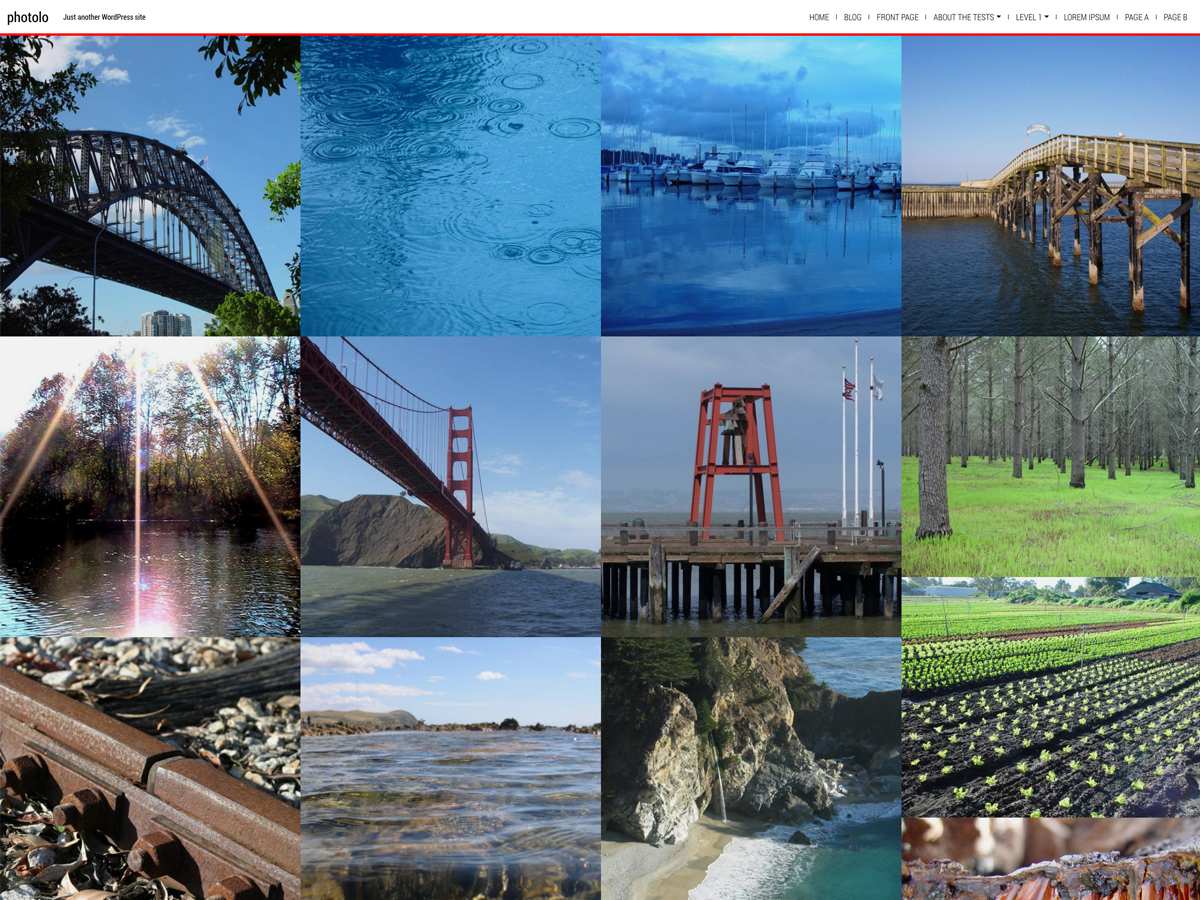 photolo
Just another WordPress site
HOME
BLOG
FRONT PAGE
ABOUT THE TESTS
LEVEL 1
LOREM IPSUM
PAGE A
PAGE B